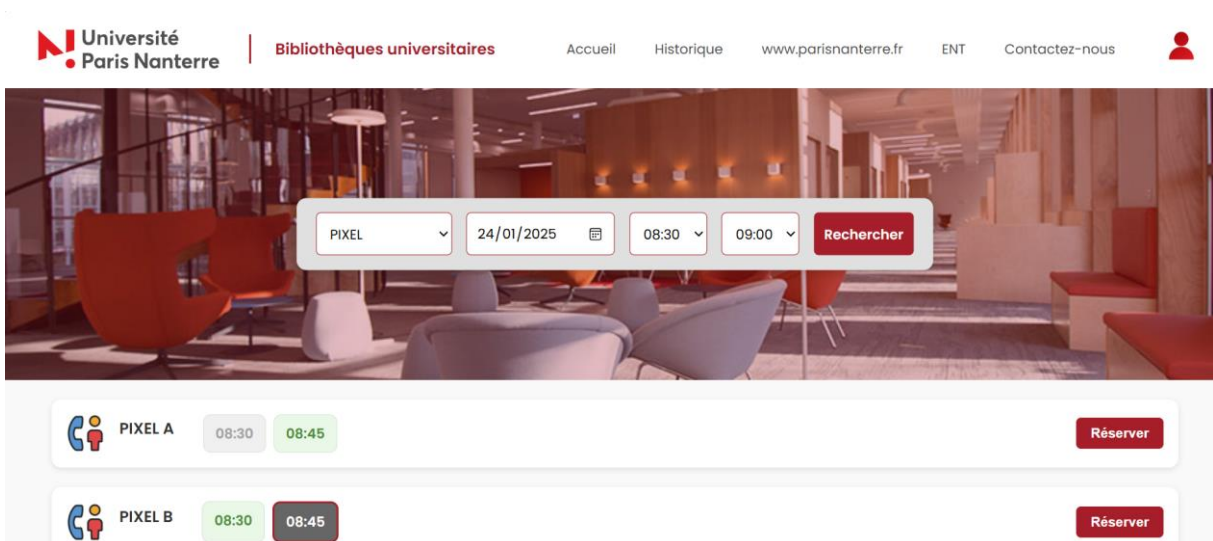 Université
Paris Nanterre
Bibliothèques universitaires
Accueil Historique www.parisnanterre.fr ENT Contactez-nous
PIXEL 24/01/2025 08:30 09:00 Rechercher
PIXEL A 08:30 08:45 Réserver
PIXEL B 08:30 08:45 Réserver